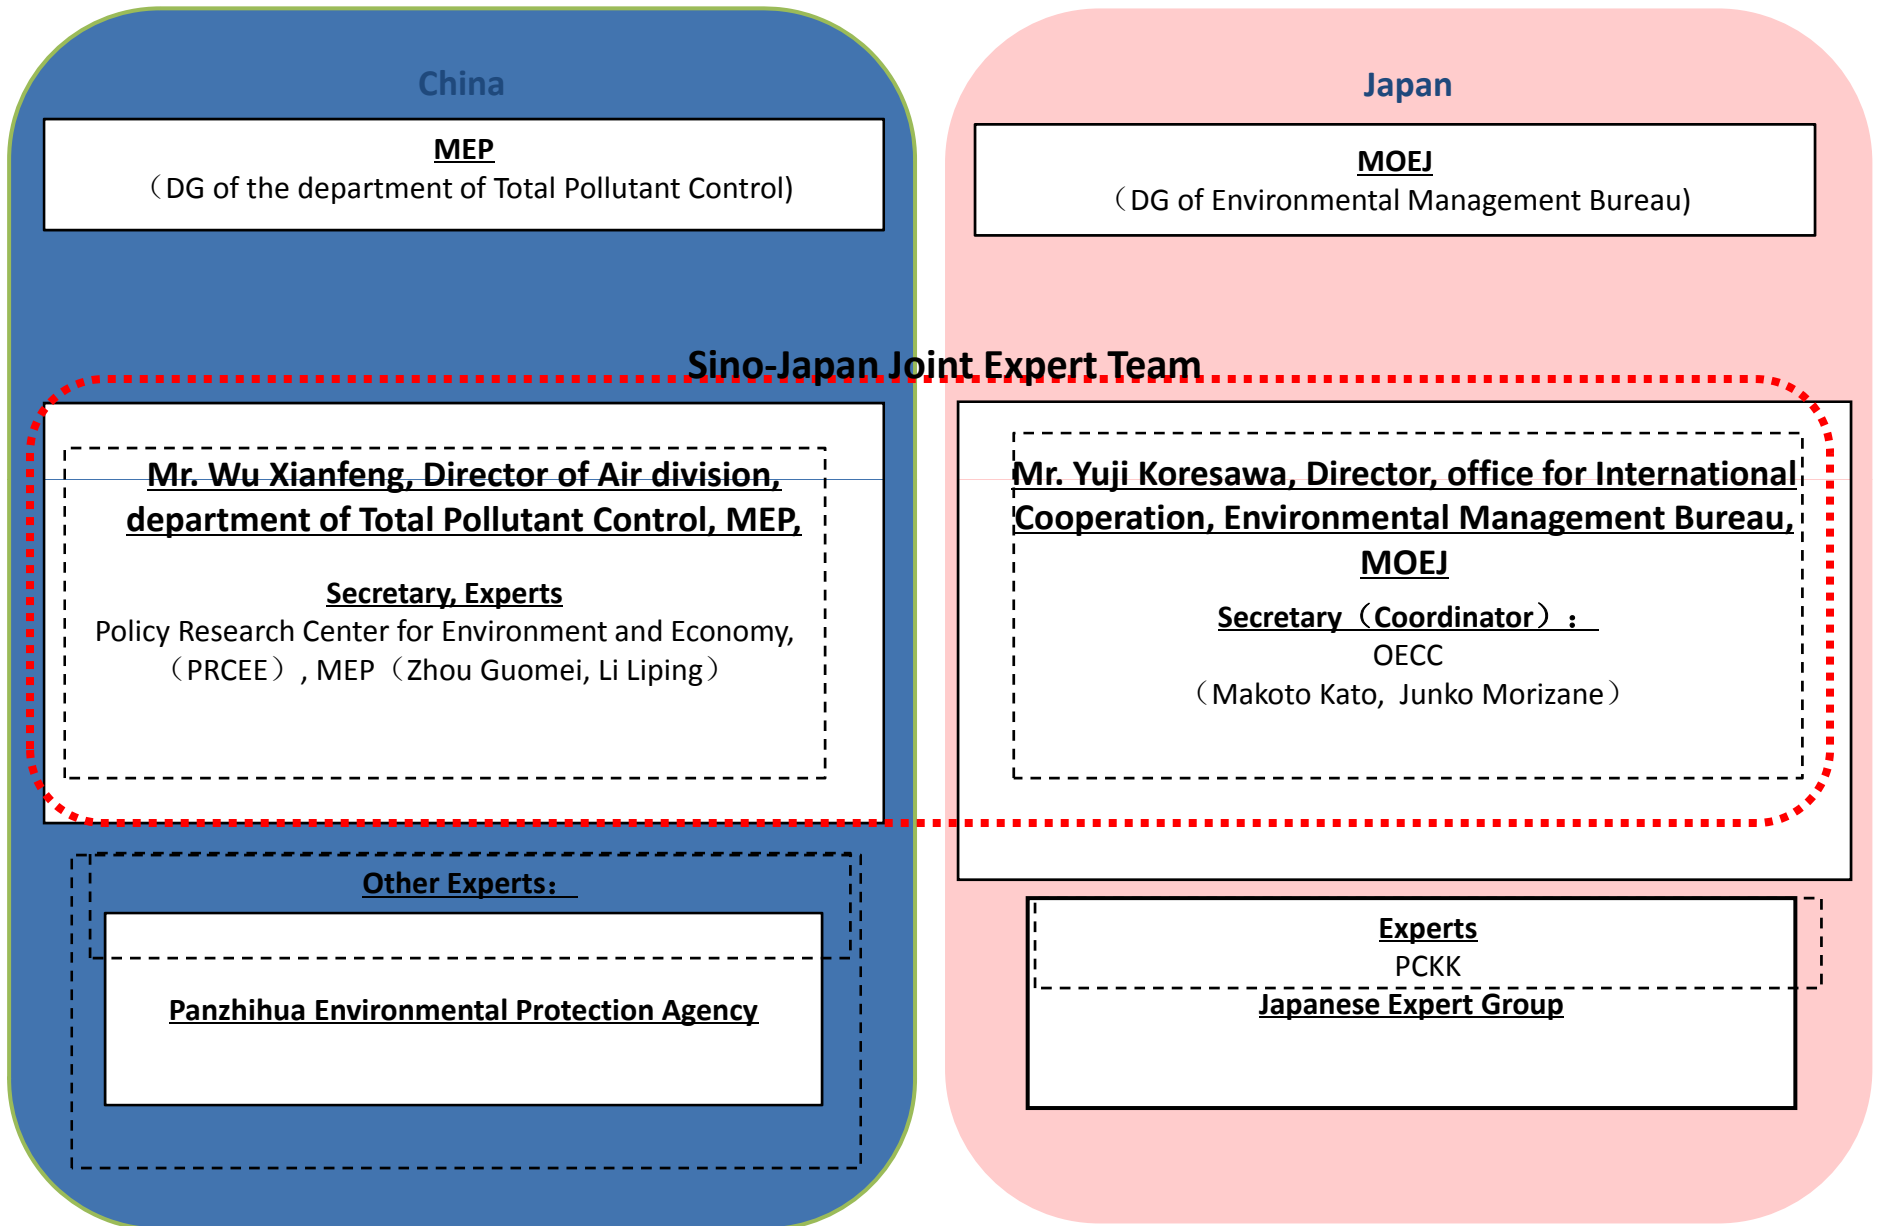 China
MEP
（DG of the department of Total Pollutant Control)
Japan
MOEJ
（DG of Environmental Management Bureau)
Sino-Japan Joint Expert Team
Mr. Wu Xianfeng, Director of Air division,
department of Total Pollutant Control, MEP,
Secretary, Experts
Policy Research Center for Environment and Economy,
（PRCEE）, MEP（Zhou Guomei, Li Liping）
Mr. Yuji Koresawa, Director, office for International
Cooperation, Environmental Management Bureau,
MOEJ
Secretary（Coordinator）：
OECC
（Makoto Kato, Junko Morizane）
Other Experts：
Panzhihua Environmental Protection Agency
Experts
PCKK
Japanese Expert Group